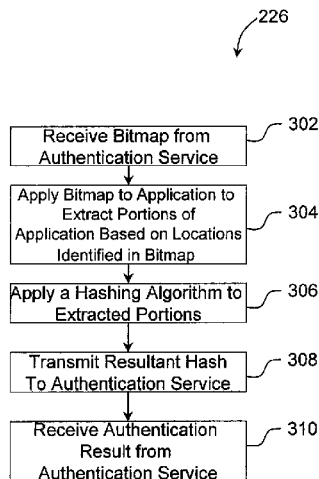 226
Receive Bitmap from
Authentication Service
302
Apply Bitmap to Application to
Extract Portions of
Application Based on Locations
Identified in Bitmap
304
Apply a Hashing Algorithm to
Extracted Portions
306
Transmit Resultant Hash
To Authentication Service
308
Receive Authentication
Result from
Authentication Service
310